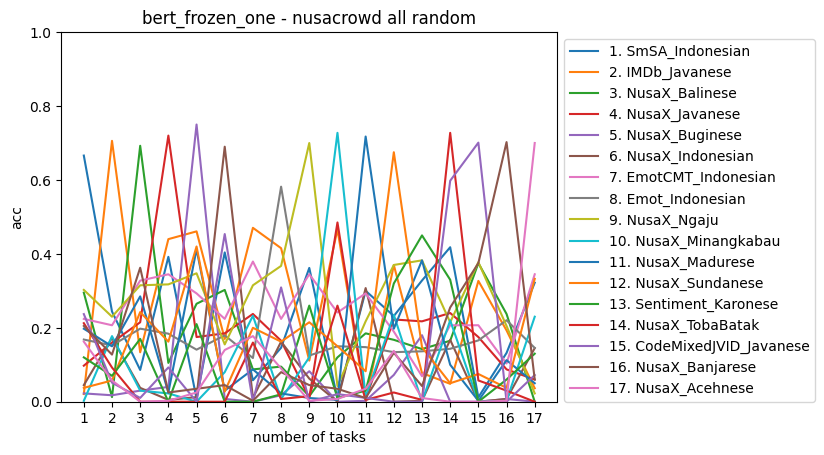 bert_frozen_one - nusacrowd all random
1.0
0.8
0.6
0.4
0.2
0.0
acc
1 2 3 4 5 6 7 8 9 10 11 12 13 14 15 16 17
number of tasks
1. SmSA_Indonesian
2. IMDb_Javanese
3. NusaX_Balinese
4. NusaX_Javanese
5. NusaX_Buginese
6. NusaX_Indonesian
7. EmotCMT_Indonesian
8. Emot_Indonesian
9. NusaX_Ngaju
10. NusaX_Minangkabau
11. NusaX_Madurese
12. NusaX_Sundanese
13. Sentiment_Karonese
14. NusaX_TobaBatak
15. CodeMixedJVID_Javanese
16. NusaX_Banjarese
17. NusaX_Acehnese